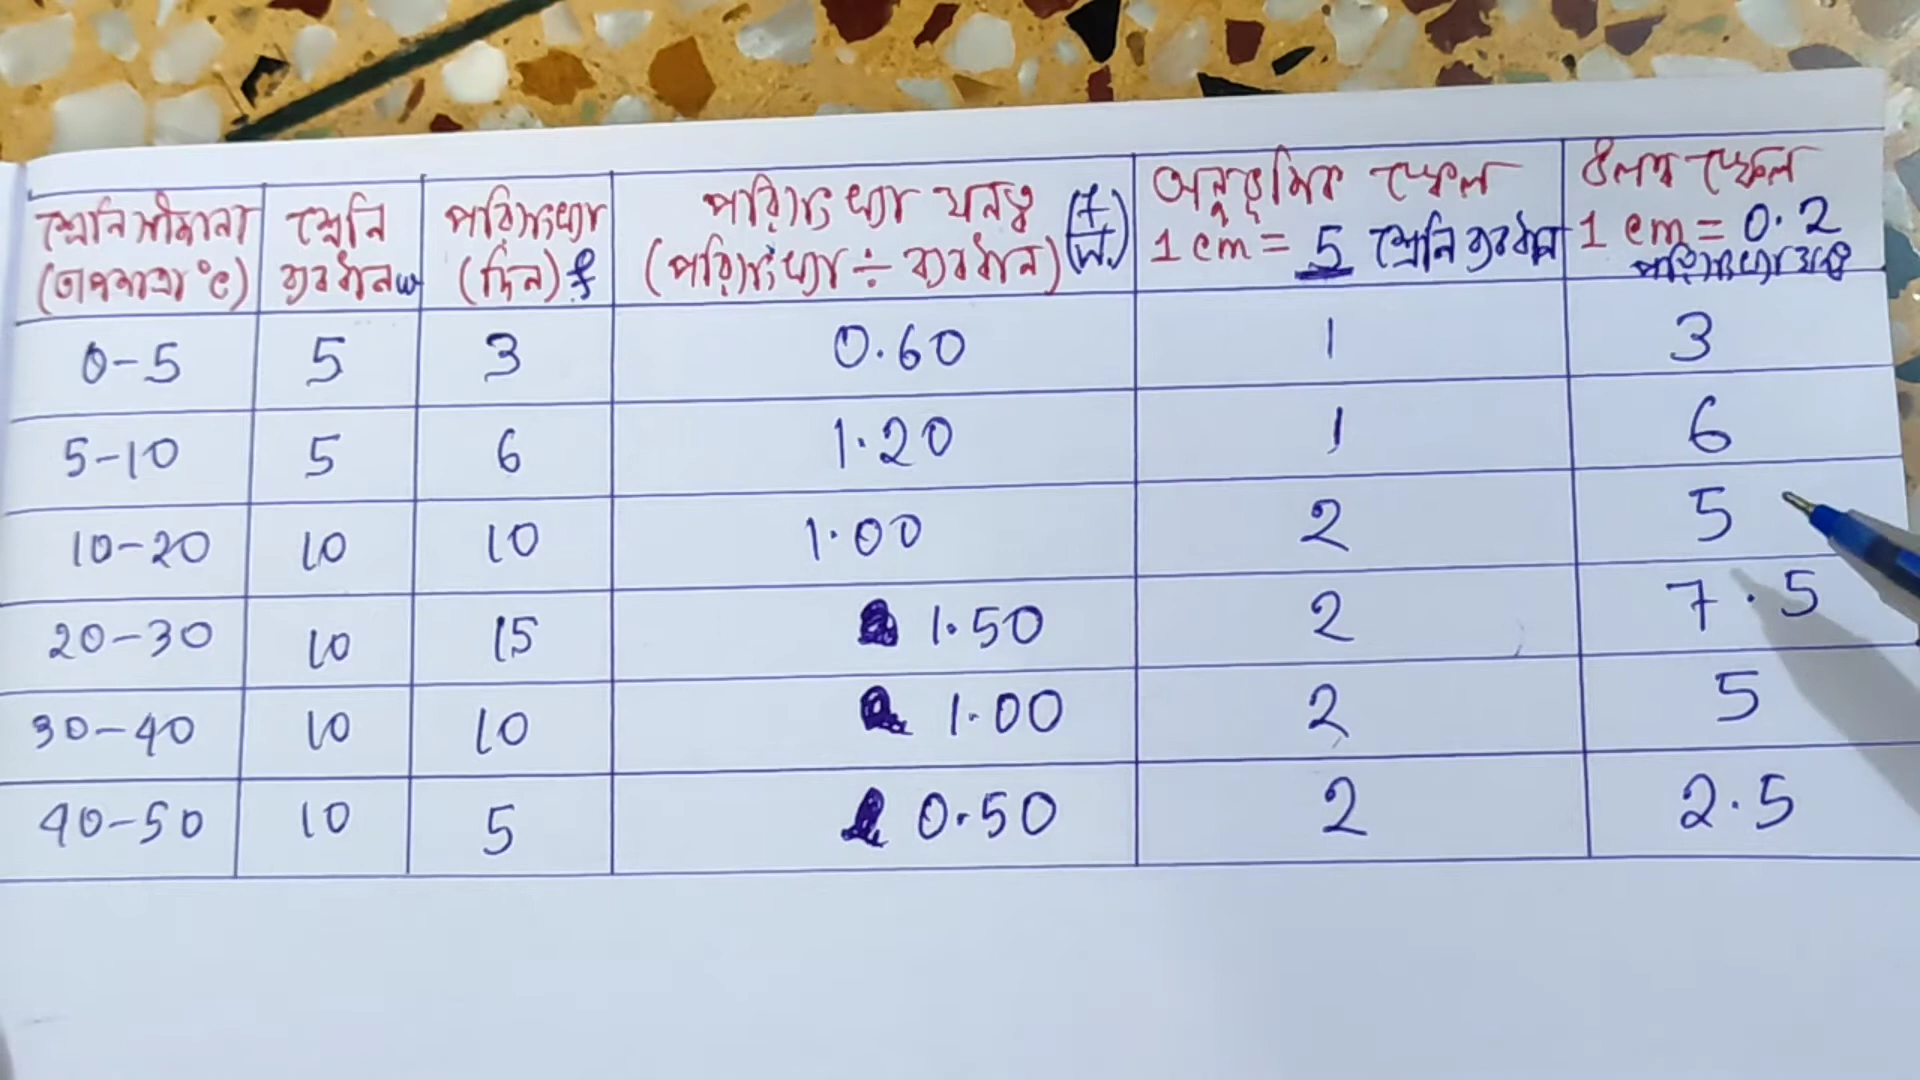 শ্রেনি সীমানা
(তাপমাত্রা °c)
শ্রেনি
ব্যবধান w
পরিসংখ্যা
(দিন) f
পরিসংখ্যা ঘনত্ব (f/w)
(পরিসংখ্যা ÷ ব্যবধান)
অনুভূমিক স্কেল
1 cm = 5 শ্রেনি ব্যবধান
উলম্ব স্কেল
1 cm = 0.2
পরিসংখ্যা ঘনত্ব
0-5 5 3 0.60 1 3
5-10 5 6 1.20 1 6
10-20 10 10 1.00 2 5
20-30 10 15 1.50 2 7.5
30-40 10 10 1.00 2 5
40-50 10 5 0.50 2 2.5